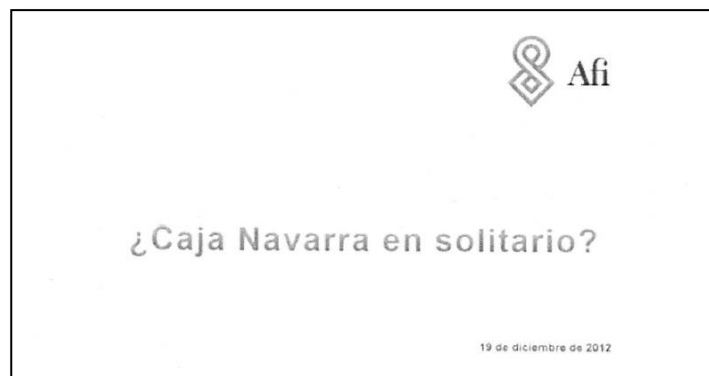 Afi
¿Caja Navarra en solitario?
19 de diciembre de 2012